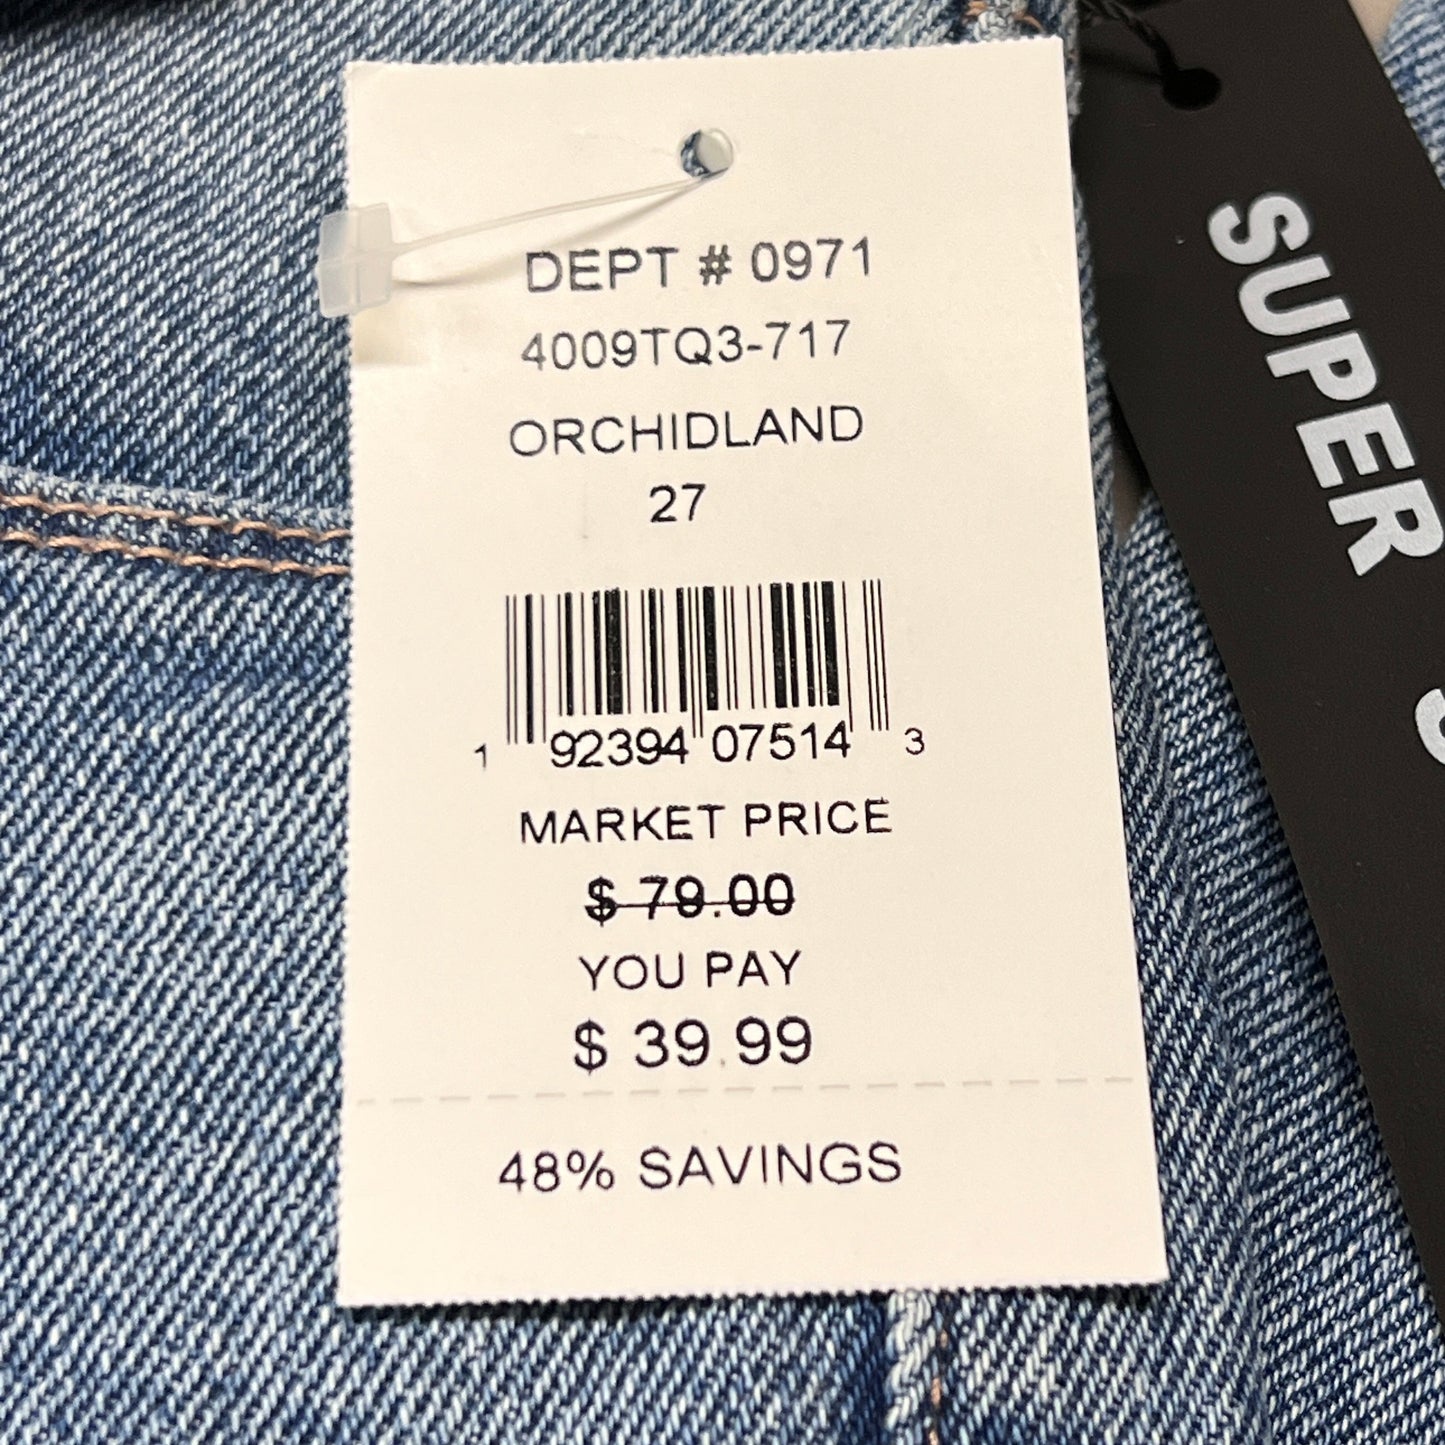 DEPT # 0971
4009TQ3-717
ORCHIDLAND
27
1 92394 07514 3
MARKET PRICE
$ 79.00
YOU PAY
$ 39.99
48% SAVINGS
SUPER